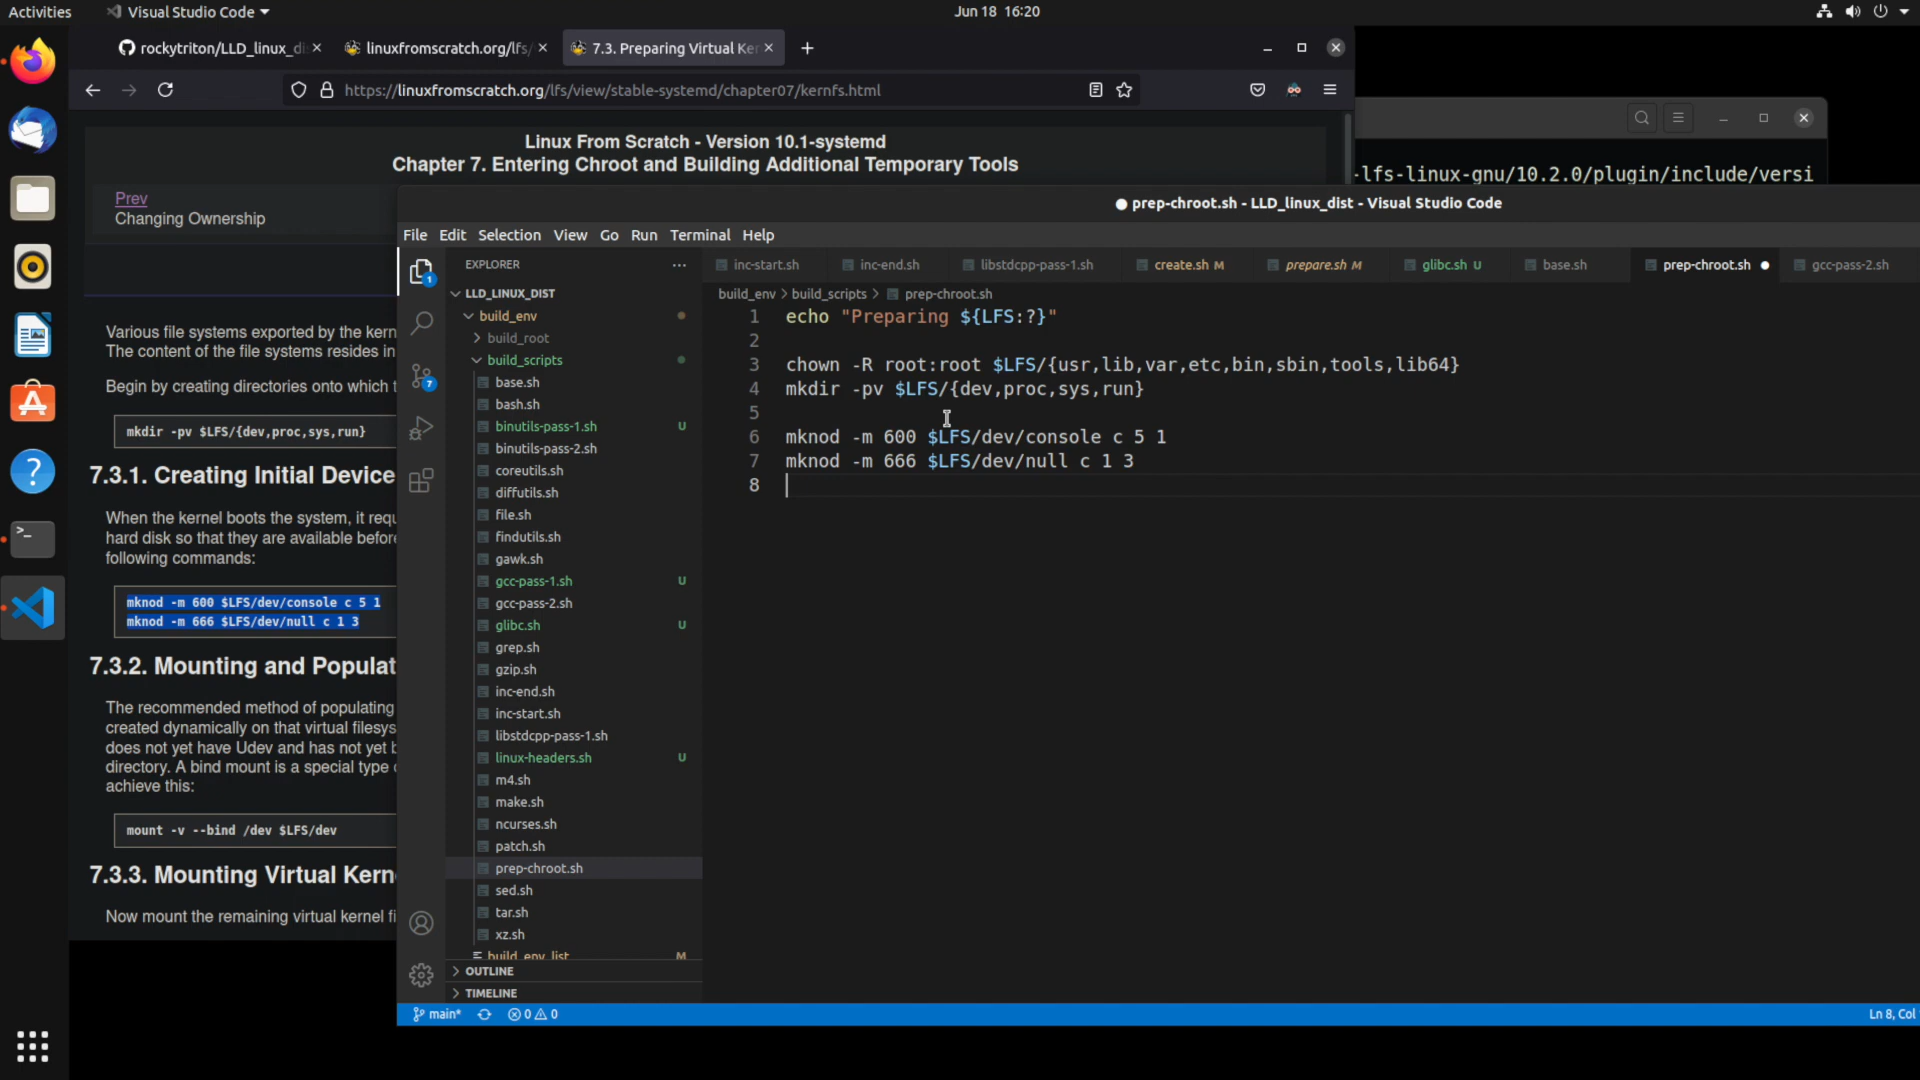 Activities
Visual Studio Code
Jun 18 16:20
rockytriton/LLD_linux_di
linuxfromscratch.org/lfs/
7.3. Preparing Virtual Ker
https://linuxfromscratch.org/lfs/view/stable-systemd/chapter07/kernfs.html
Linux From Scratch - Version 10.1-systemd
Chapter 7. Entering Chroot and Building Additional Temporary Tools
Prev
Changing Ownership
Various file systems exported by the kern
The content of the file systems resides in
Begin by creating directories onto which t
mkdir -pv $LFS/{dev,proc,sys,run}
7.3.1. Creating Initial Device
When the kernel boots the system, it requ
hard disk so that they are available before
following commands:
mknod -m 600 $LFS/dev/console c 5 1
mknod -m 666 $LFS/dev/null c 1 3
7.3.2. Mounting and Populat
The recommended method of populating
created dynamically on that virtual filesys
does not yet have Udev and has not yet b
directory. A bind mount is a special type o
achieve this:
mount -v --bind /dev $LFS/dev
7.3.3. Mounting Virtual Kern
Now mount the remaining virtual kernel fi
-lfs-linux-gnu/10.2.0/plugin/include/versi
● prep-chroot.sh - LLD_linux_dist - Visual Studio Code
File Edit Selection View Go Run Terminal Help
EXPLORER
LLD_LINUX_DIST
build_env
build_root
build_scripts
base.sh
bash.sh
binutils-pass-1.sh U
binutils-pass-2.sh
coreutils.sh
diffutils.sh
file.sh
findutils.sh
gawk.sh
gcc-pass-1.sh U
gcc-pass-2.sh
glibc.sh U
grep.sh
gzip.sh
inc-end.sh
inc-start.sh
libstdcpp-pass-1.sh
linux-headers.sh U
m4.sh
make.sh
ncurses.sh
patch.sh
prep-chroot.sh
sed.sh
tar.sh
xz.sh
build_env_list M
OUTLINE
TIMELINE
1
7
inc-start.sh
inc-end.sh
libstdcpp-pass-1.sh
create.sh M
prepare.sh M
glibc.sh U
base.sh
prep-chroot.sh ●
gcc-pass-2.sh
build_env > build_scripts > prep-chroot.sh
1 echo "Preparing ${LFS:?}"
2
3 chown -R root:root $LFS/{usr,lib,var,etc,bin,sbin,tools,lib64}
4 mkdir -pv $LFS/{dev,proc,sys,run}
5
6 mknod -m 600 $LFS/dev/console c 5 1
7 mknod -m 666 $LFS/dev/null c 1 3
8
main*
0 0
Ln 8, Col